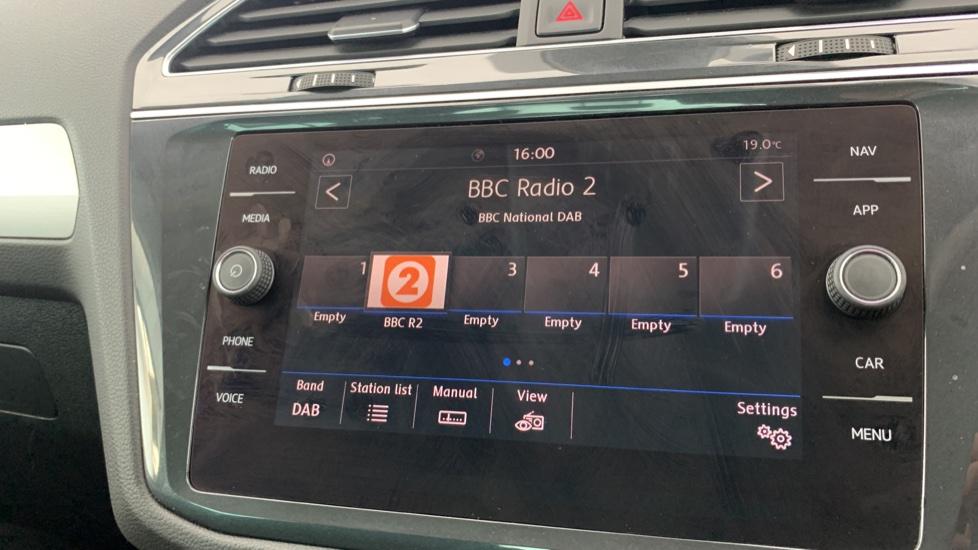 RADIO
MEDIA
PHONE
VOICE
16:00
19.0°C
<
BBC Radio 2
>
BBC National DAB
1
2
3
4
5
6
Empty
BBC R2
Empty
Empty
Empty
Empty
Band
DAB
Station list
Manual
View
Settings
NAV
APP
CAR
MENU